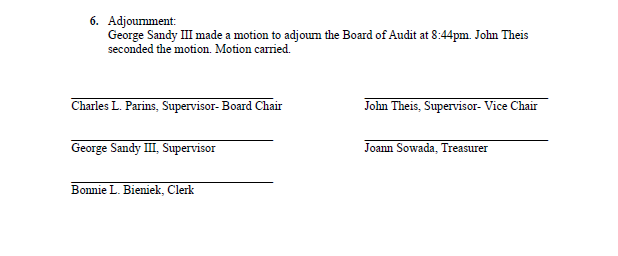 6. Adjournment:
George Sandy III made a motion to adjourn the Board of Audit at 8:44pm. John Theis
seconded the motion. Motion carried.
Charles L. Parins, Supervisor- Board Chair
John Theis, Supervisor- Vice Chair
George Sandy III, Supervisor
Joann Sowada, Treasurer
Bonnie L. Bieniek, Clerk